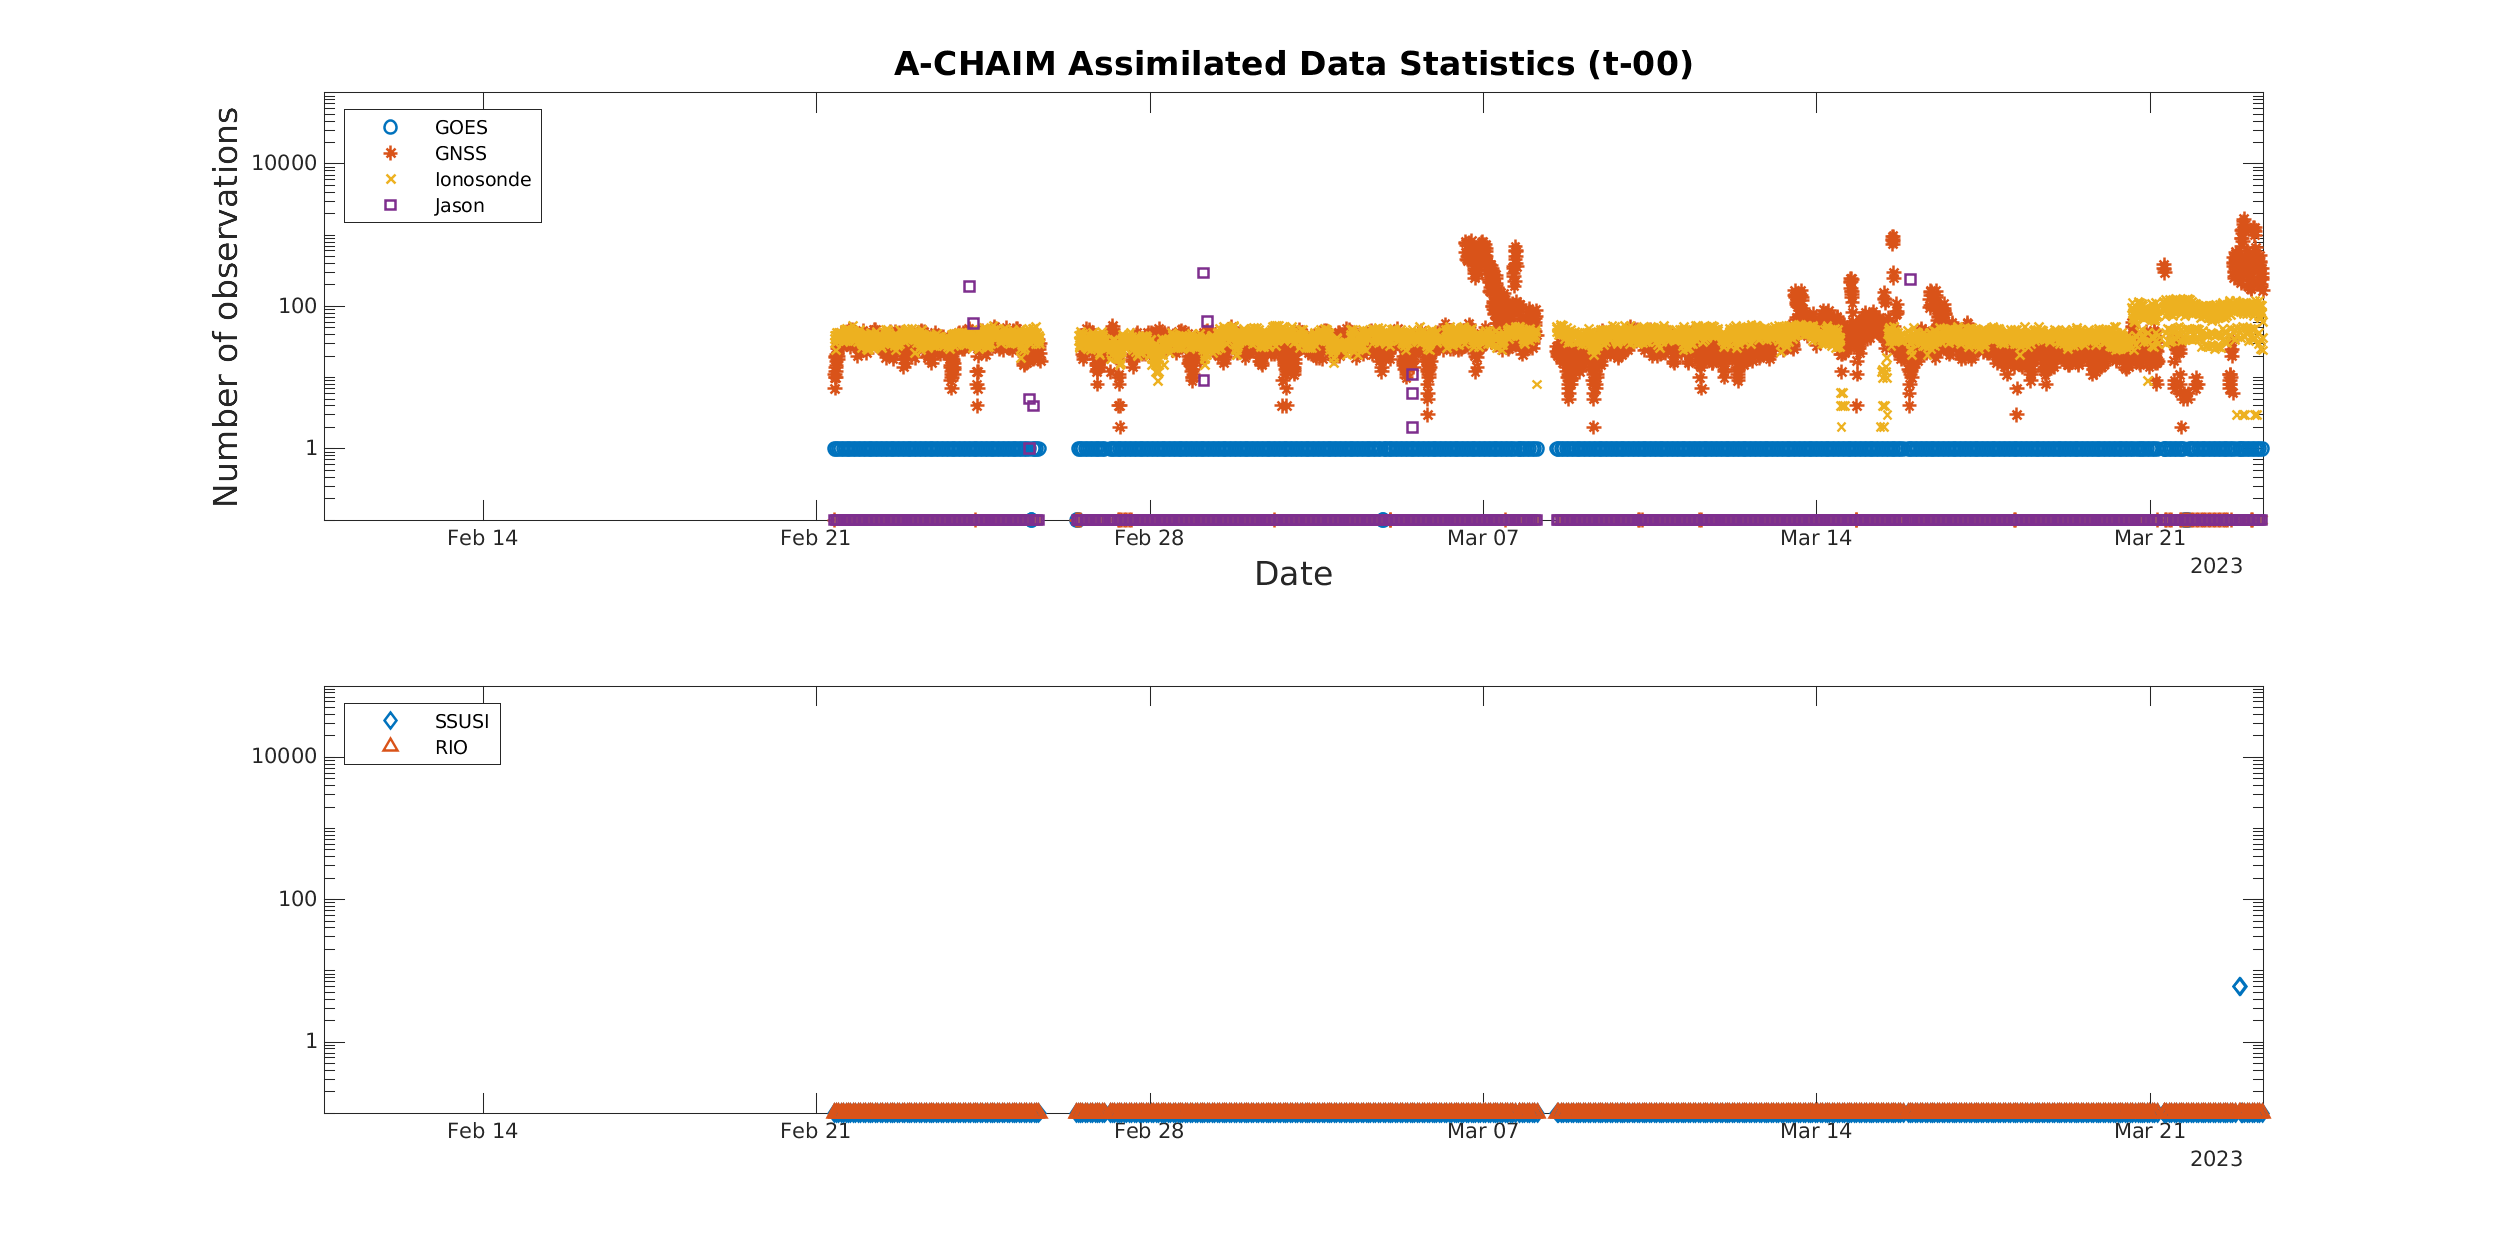 A-CHAIM Assimilated Data Statistics (t-00)
Number of observations
10000
100
1
GOES
GNSS
Ionosonde
Jason
Feb 14 Feb 21 Feb 28 Mar 07 Mar 14 Mar 21
2023
Date
10000
100
1
SSUSI
RIO
Feb 14 Feb 21 Feb 28 Mar 07 Mar 14 Mar 21
2023